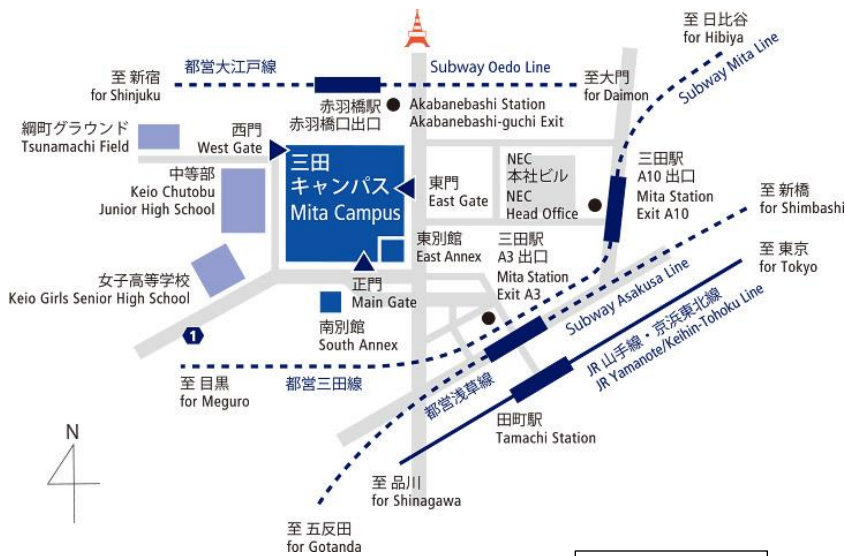 至 日比谷
for Hibiya
都営大江戸線
Subway Oedo Line
Subway Mita Line
至 新宿
for Shinjuku
至大門
for Daimon
赤羽橋駅
赤羽橋口出口
Akabanebashi Station
Akabanebashi-guchi Exit
綱町グラウンド
Tsunamachi Field
西門
West Gate
三田
キャンパス
Mita Campus
東門
East Gate
NEC
本社ビル
NEC
Head Office
三田駅
A10 出口
Mita Station
Exit A10
中等部
Keio Chutobu
Junior High School
至 新橋
for Shimbashi
東別館
East Annex
三田駅
A3 出口
Mita Station
Exit A3
至 東京
for Tokyo
女子高等学校
Keio Girls Senior High School
正門
Main Gate
南別館
South Annex
Subway Asakusa Line
1
至 目黒
for Meguro
都営三田線
都営浅草線
JR 山手線・京浜東北線
JR Yamanote/Keihin-Tohoku Line
田町駅
Tamachi Station
N
至 品川
for Shinagawa
至 五反田
for Gotanda